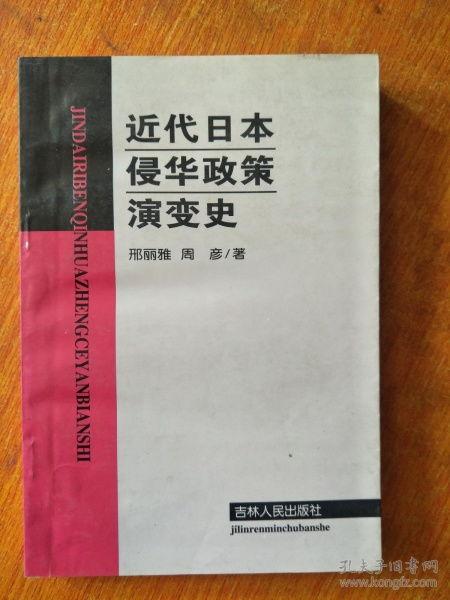 近代日本
侵华政策
演变史
邢丽雅 周 彦/著
JINDAIRIBENQINHUAZHENGCEYANBIANSHI
吉林人民出版社
jilinrenminchubanshe
孔夫子旧书网
www.kongfz.com